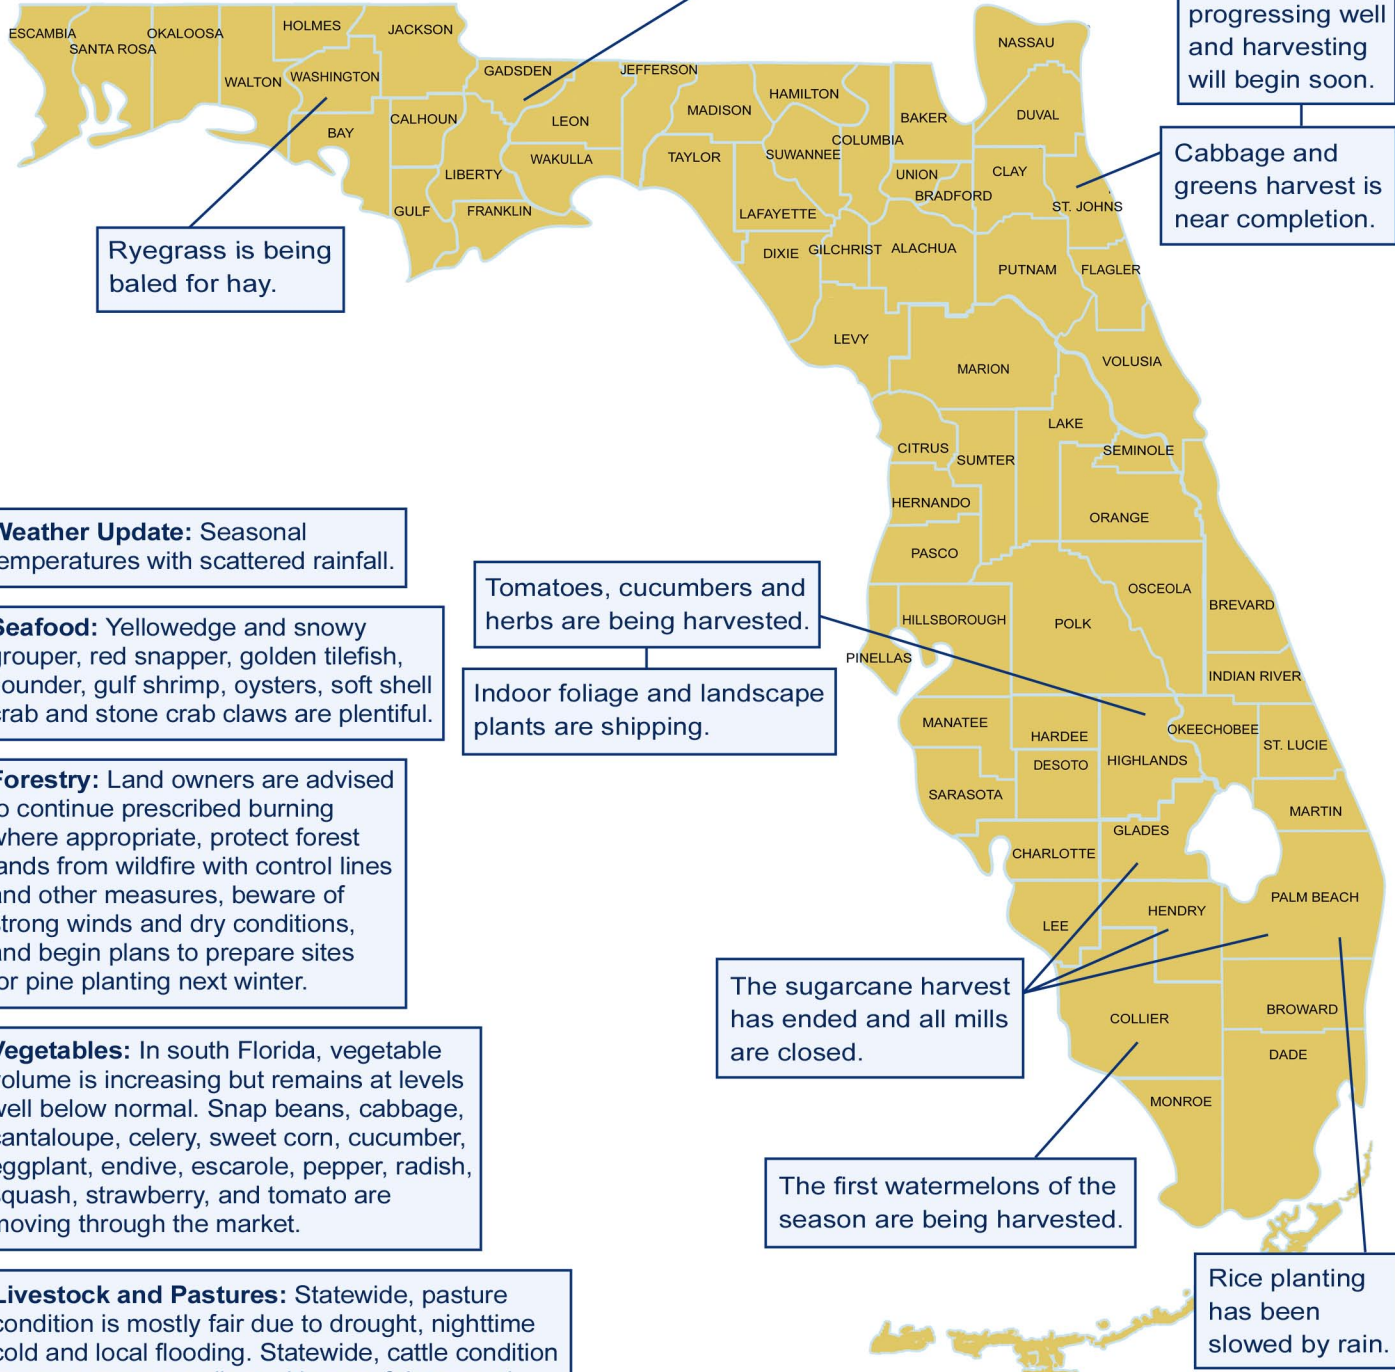 HOLMES
JACKSON
ESCAMBIA
SANTA ROSA
OKALOOSA
WALTON
WASHINGTON
GADSDEN
JEFFERSON
NASSAU
progressing well
and harvesting
will begin soon.
BAY
CALHOUN
LEON
MADISON
HAMILTON
BAKER
DUVAL
COLUMBIA
SUWANNEE
TAYLOR
WAKULLA
LIBERTY
GULF
FRANKLIN
UNION
BRADFORD
CLAY
ST. JOHNS
Cabbage and
greens harvest is
near completion.
LAFAYETTE
DIXIE
GILCHRIST
ALACHUA
PUTNAM
FLAGLER
Ryegrass is being
baled for hay.
LEVY
MARION
VOLUSIA
LAKE
CITRUS
SUMTER
SEMINOLE
HERNANDO
ORANGE
PASCO
OSCEOLA
BREVARD
HILLSBOROUGH
POLK
PINELLAS
INDIAN RIVER
MANATEE
HARDEE
OKEECHOBEE
ST. LUCIE
DESOTO
HIGHLANDS
SARASOTA
MARTIN
GLADES
CHARLOTTE
PALM BEACH
HENDRY
LEE
BROWARD
COLLIER
DADE
MONROE
Weather Update: Seasonal
temperatures with scattered rainfall.
Seafood: Yellowedge and snowy
grouper, red snapper, golden tilefish,
ounder, gulf shrimp, oysters, soft shell
crab and stone crab claws are plentiful.
Forestry: Land owners are advised
to continue prescribed burning
where appropriate, protect forest
lands from wildfire with control lines
and other measures, beware of
strong winds and dry conditions,
and begin plans to prepare sites
for pine planting next winter.
Vegetables: In south Florida, vegetable
volume is increasing but remains at levels
well below normal. Snap beans, cabbage,
cantaloupe, celery, sweet corn, cucumber,
eggplant, endive, escarole, pepper, radish,
squash, strawberry, and tomato are
moving through the market.
Livestock and Pastures: Statewide, pasture
condition is mostly fair due to drought, nighttime
cold and local flooding. Statewide, cattle condition
Tomatoes, cucumbers and
herbs are being harvested.
Indoor foliage and landscape
plants are shipping.
The sugarcane harvest
has ended and all mills
are closed.
The first watermelons of the
season are being harvested.
Rice planting
has been
slowed by rain.